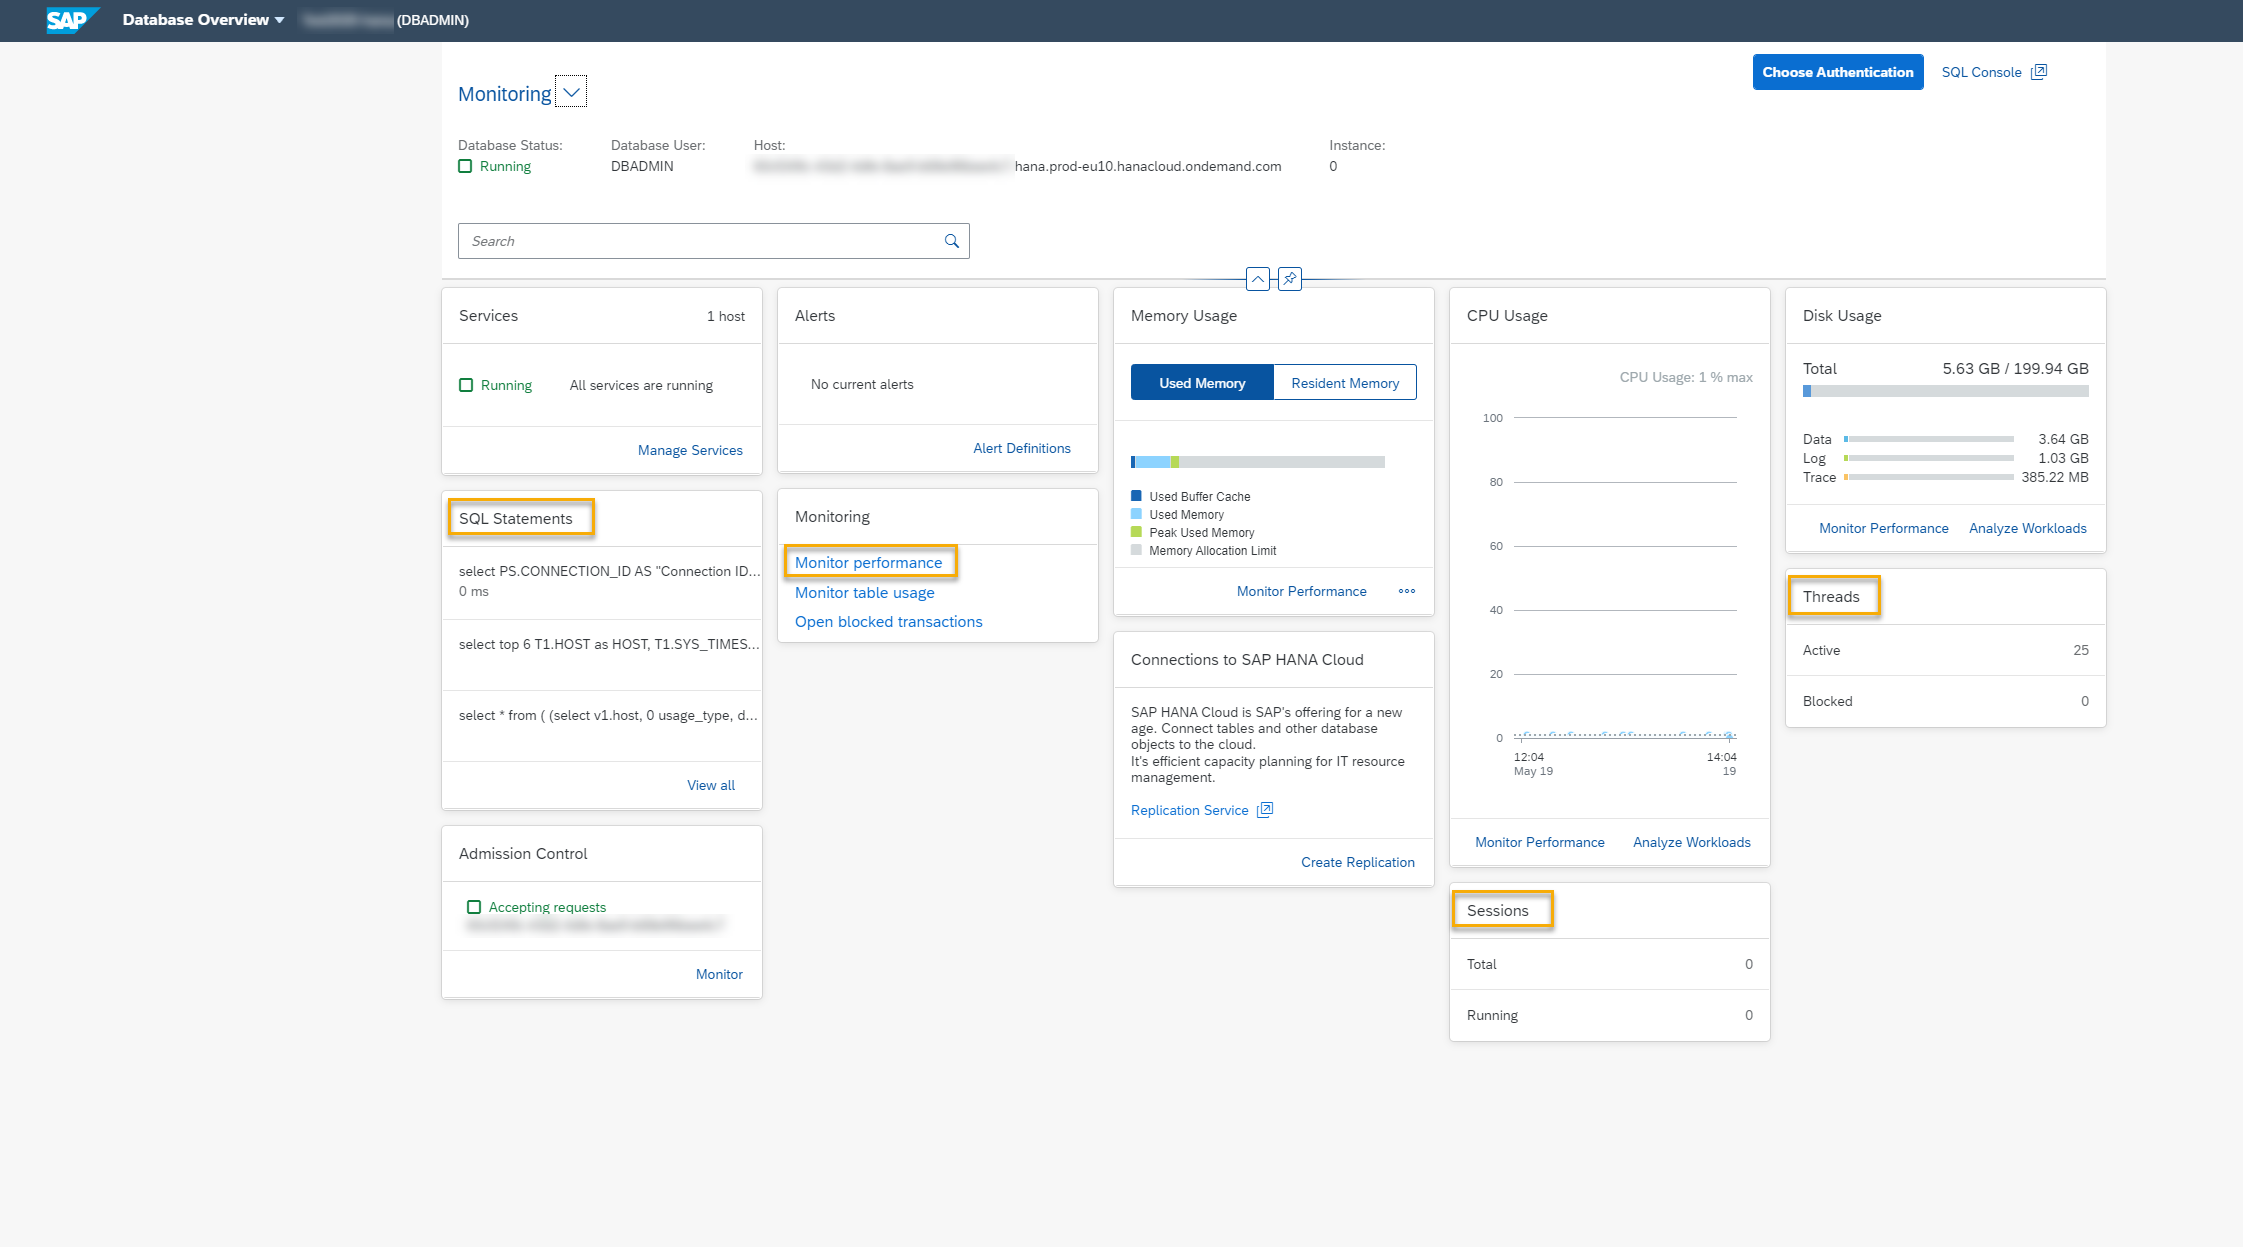 SAP Database Overview (DBADMIN)
Choose Authentication SQL Console
Monitoring
Database Status: Database User: Host: Instance:
Running DBADMIN hana.prod-eu10.hanacloud.ondemand.com 0
Search
Services 1 host
Running All services are running
Manage Services
SQL Statements
select PS.CONNECTION_ID AS "Connection ID...
0 ms
select top 6 T1.HOST as HOST, T1.SYS_TIMES...
select * from ( (select v1.host, 0 usage_type, d...
View all
Admission Control
Accepting requests
Monitor
Alerts
No current alerts
Alert Definitions
Monitoring
Monitor performance
Monitor table usage
Open blocked transactions
Memory Usage
Used Memory Resident Memory
Used Buffer Cache
Used Memory
Peak Used Memory
Memory Allocation Limit
Monitor Performance
Connections to SAP HANA Cloud
SAP HANA Cloud is SAP's offering for a new
age. Connect tables and other database
objects to the cloud.
It's efficient capacity planning for IT resource
management.
Replication Service
Create Replication
CPU Usage
CPU Usage: 1 % max
100
80
60
40
20
0
12:04 14:04
May 19 19
Monitor Performance Analyze Workloads
Sessions
Total 0
Running 0
Disk Usage
Total 5.63 GB / 199.94 GB
Data 3.64 GB
Log 1.03 GB
Trace 385.22 MB
Monitor Performance Analyze Workloads
Threads
Active 25
Blocked 0